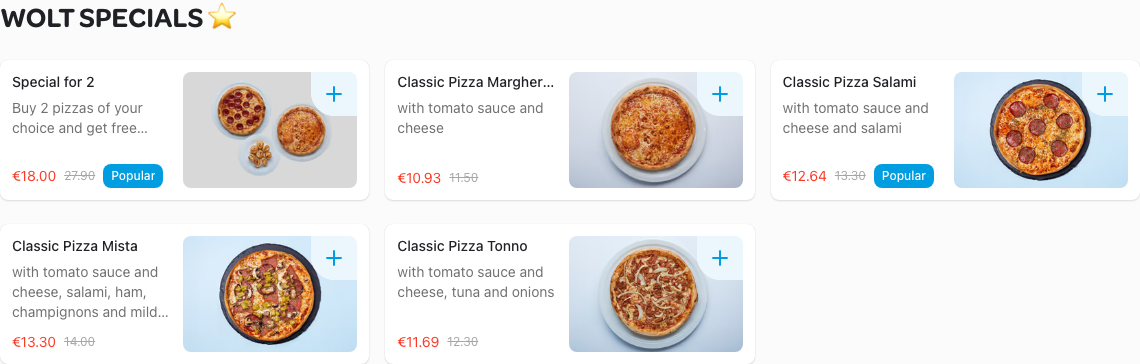 WOLT SPECIALS ⭐
Special for 2
Buy 2 pizzas of your
choice and get free...
€18.00 27.90 Popular
Classic Pizza Margher...
with tomato sauce and
cheese
€10.93 11.50
Classic Pizza Salami
with tomato sauce and
cheese and salami
€12.64 13.30 Popular
Classic Pizza Mista
with tomato sauce and
cheese, salami, ham,
champignons and mild...
€13.30 14.00
Classic Pizza Tonno
with tomato sauce and
cheese, tuna and onions
€11.69 12.30